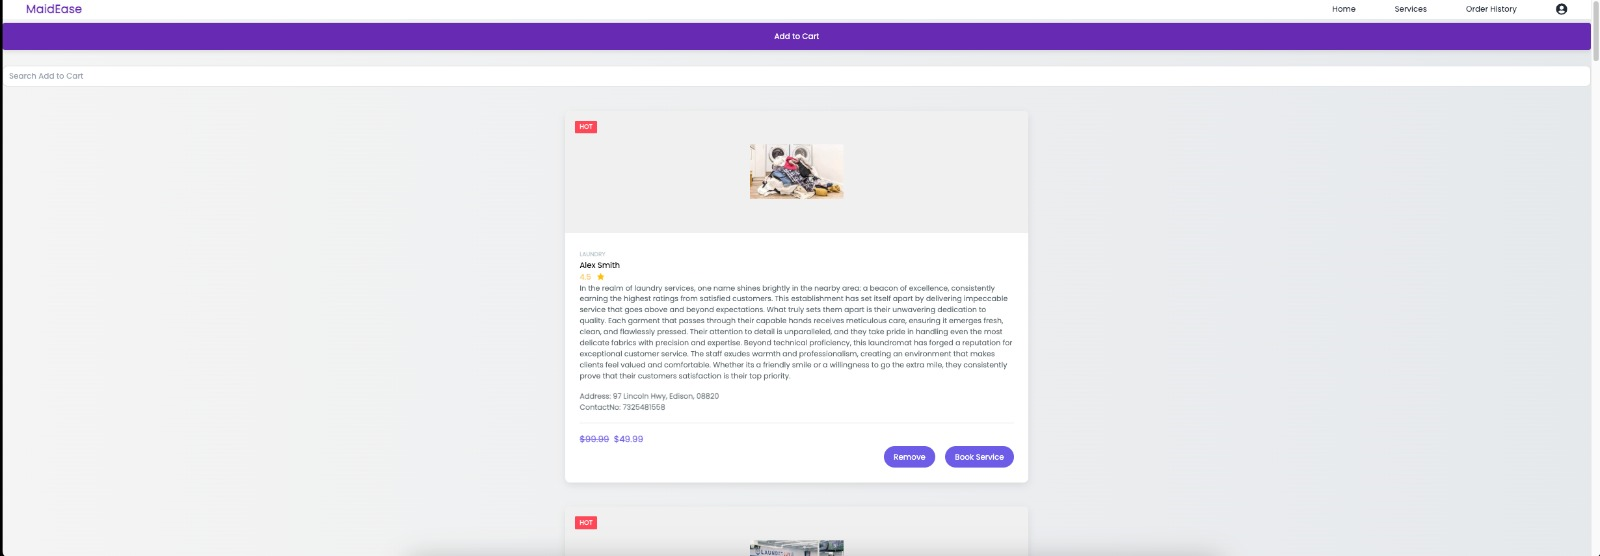 MaidEase
Home Services Order History
Add to Cart
Search Add to Cart
HOT
LAUNDRY
Alex Smith
4.5
In the realm of laundry services, one name shines brightly in the nearby area: a beacon of excellence, consistently
earning the highest ratings from satisfied customers. This establishment has set itself apart by delivering impeccable
service that goes above and beyond expectations. What truly sets them apart is their unwavering dedication to
quality. Each garment that passes through their capable hands receives meticulous care, ensuring it emerges fresh,
clean, and flawlessly pressed. Their attention to detail is unparalleled, and they take pride in handling even the most
delicate fabrics with precision and expertise. Beyond technical proficiency, this laundromat has forged a reputation for
exceptional customer service. The staff exudes warmth and professionalism, creating an environment that makes
clients feel valued and comfortable. Whether its a friendly smile or a willingness to go the extra mile, they consistently
prove that their customers satisfaction is their top priority.
Address: 97 Lincoln Hwy, Edison, 08820
ContactNo: 7325481558
$99.99 $49.99
Remove Book Service
HOT